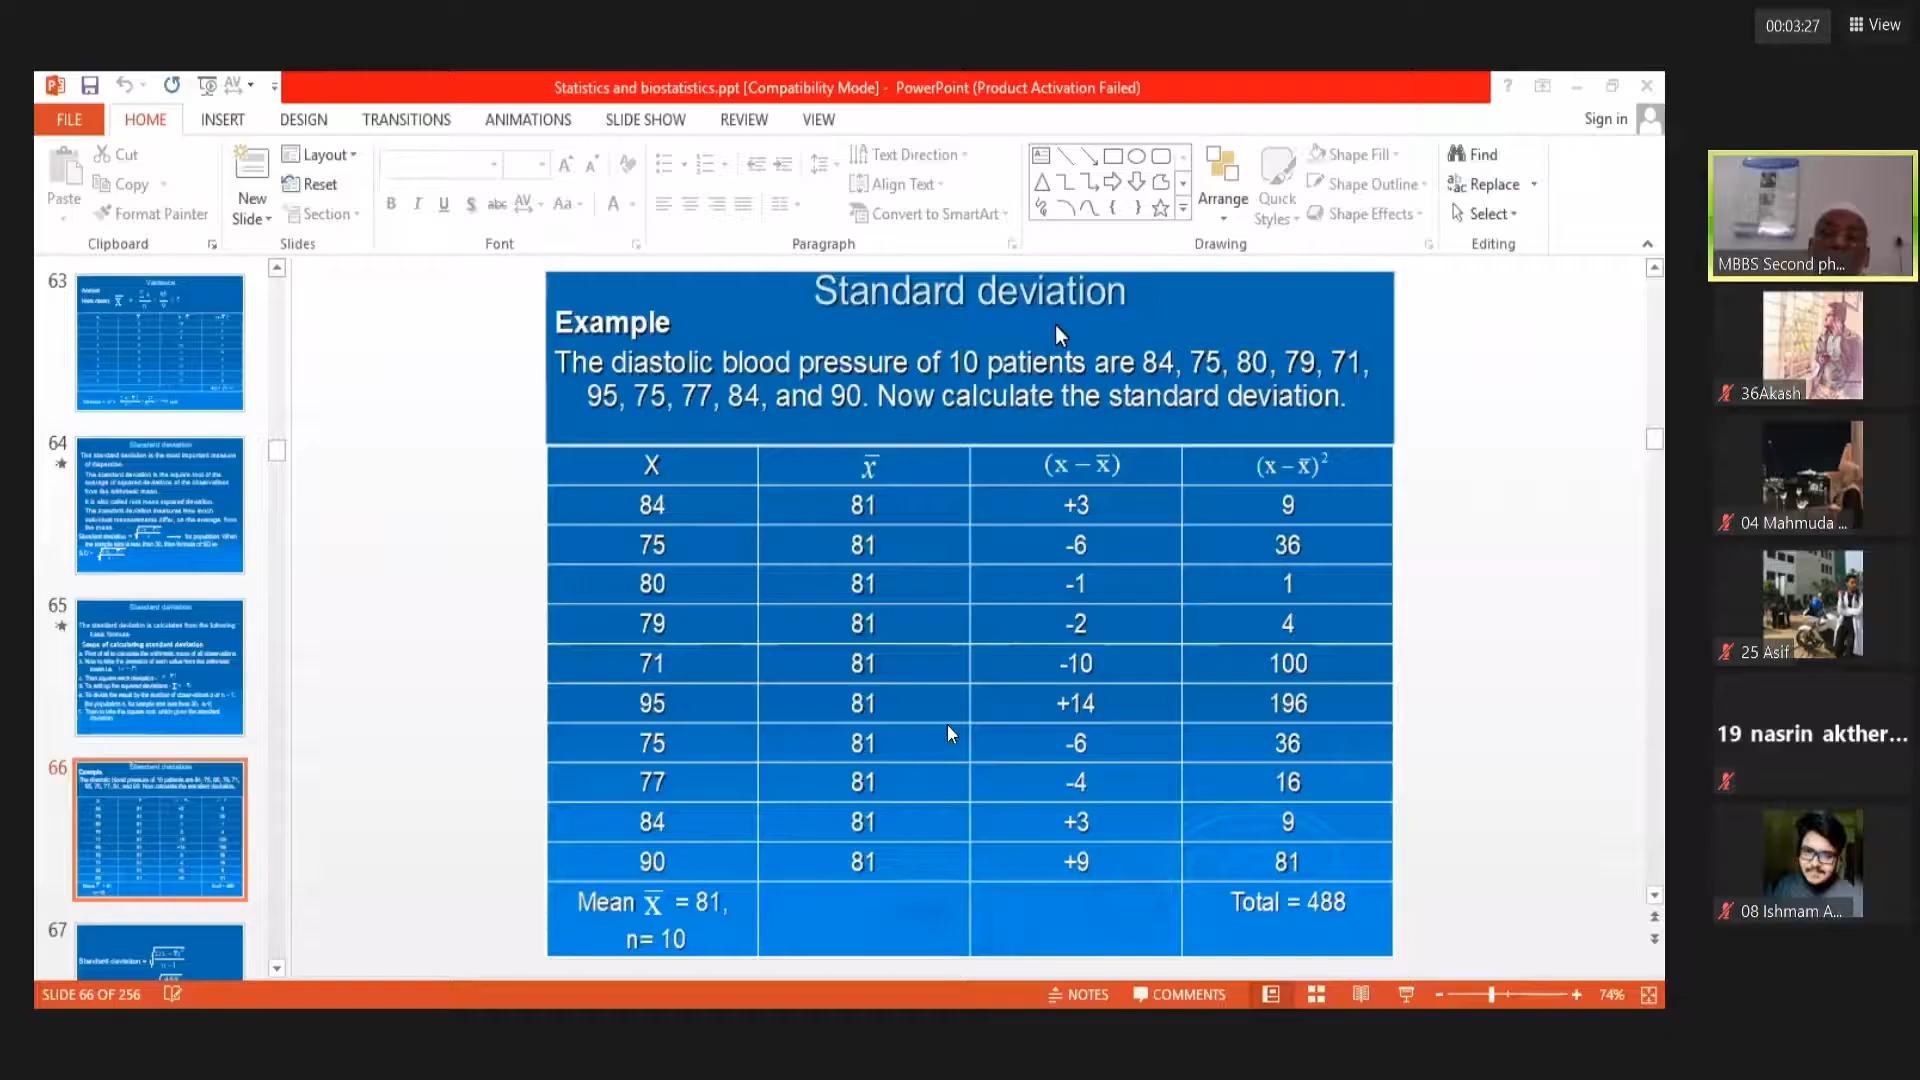 00:03:27
View
Statistics and biostatistics.ppt [Compatibility Mode] - PowerPoint (Product Activation Failed)
FILE HOME INSERT DESIGN TRANSITIONS ANIMATIONS SLIDE SHOW REVIEW VIEW
Sign in
Cut
Copy
Format Painter
Paste
Clipboard
New Slide
Layout
Reset
Section
Slides
Font
Text Direction
Align Text
Convert to SmartArt
Paragraph
Arrange
Quick Styles
Shape Fill
Shape Outline
Shape Effects
Drawing
Find
Replace
Select
Editing
63
64
65
66
67
Standard deviation
Example
The diastolic blood pressure of 10 patients are 84, 75, 80, 79, 71,
95, 75, 77, 84, and 90. Now calculate the standard deviation.
X x̄ (x – x̄) (x – x̄)²
84 81 +3 9
75 81 -6 36
80 81 -1 1
79 81 -2 4
71 81 -10 100
95 81 +14 196
75 81 -6 36
77 81 -4 16
84 81 +3 9
90 81 +9 81
Mean x̄ = 81, Total = 488
n= 10
SLIDE 66 OF 256
NOTES
COMMENTS
74%
MBBS Second ph...
36Akash
04 Mahmuda ...
25 Asif
19 nasrin akther...
08 Ishmam A...